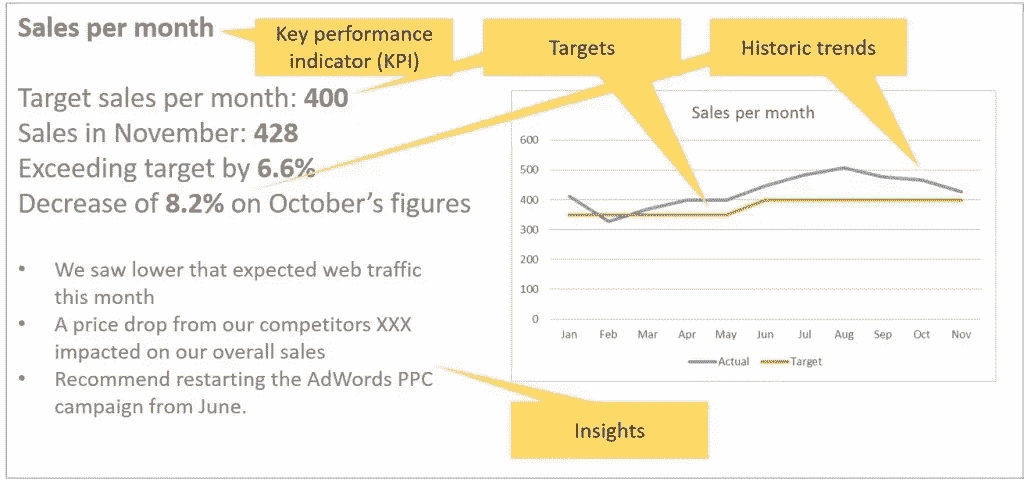 Sales per month
Key performance
indicator (KPI)
Targets
Historic trends
Target sales per month: 400
Sales in November: 428
Exceeding target by 6.6%
Decrease of 8.2% on October’s figures
• We saw lower that expected web traffic
this month
• A price drop from our competitors XXX
impacted on our overall sales
• Recommend restarting the AdWords PPC
campaign from June.
Sales per month
600
500
400
300
200
100
0
Jan Feb Mar Apr May Jun Jul Aug Sep Oct Nov
Actual Target
Insights